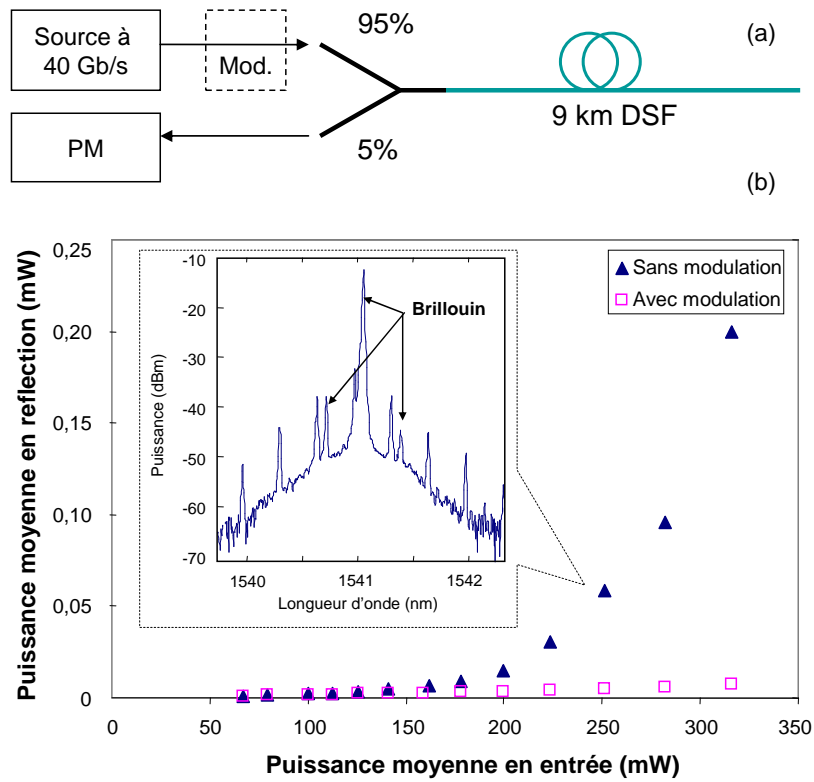 Source à
40 Gb/s
Mod.
95%
(a)
9 km DSF
PM
5%
(b)
Puissance moyenne en reflection (mW)
0,25
0,20
0,15
0,10
0,05
0
Sans modulation
Avec modulation
Puissance (dBm)
-10
-20
-30
-40
-50
-60
-70
Brillouin
1540
1541
1542
Longueur d'onde (nm)
0
50
100
150
200
250
300
350
Puissance moyenne en entrée (mW)